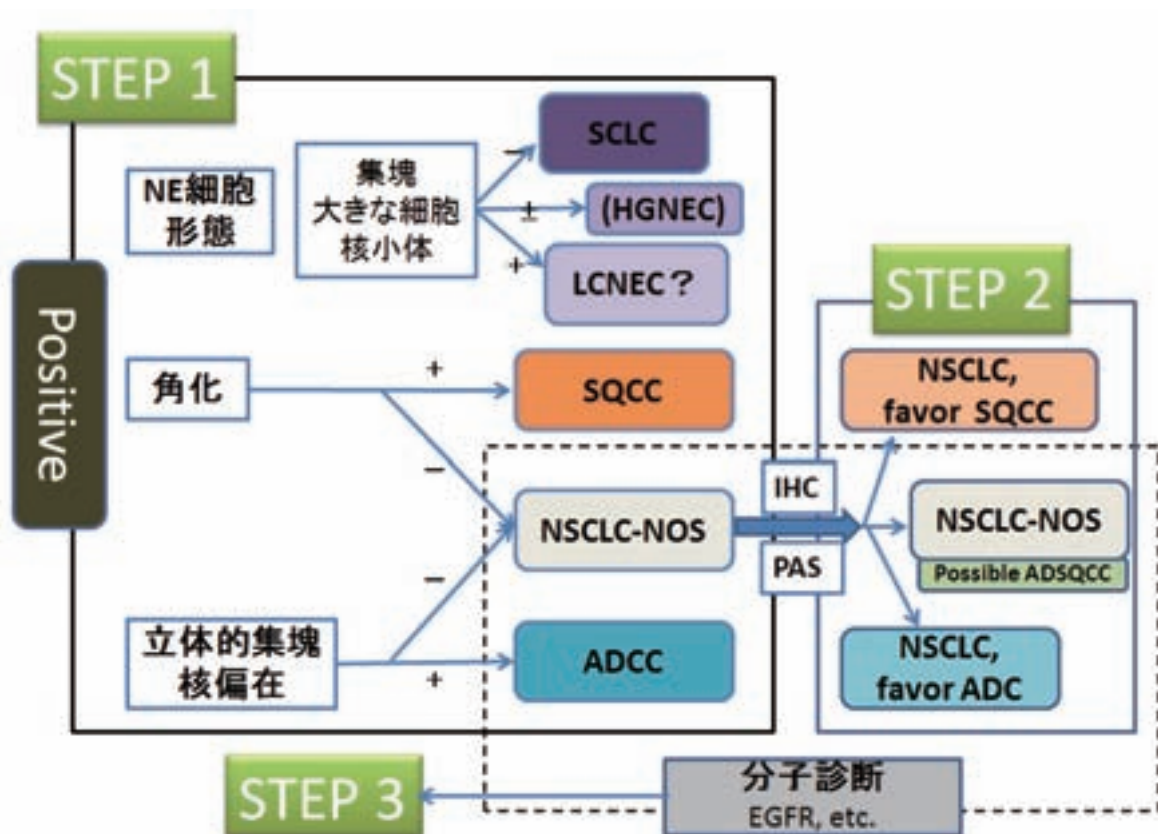 STEP 1
Positive
NE細胞
形態
集塊
大きな細胞
核小体
−
SCLC
±
(HGNEC)
+
LCNEC？
角化
+
SQCC
−
NSCLC-NOS
−
立体的集塊
核偏在
+
ADCC
IHC
PAS
STEP 2
NSCLC,
favor SQCC
NSCLC-NOS
Possible ADSQCC
NSCLC,
favor ADC
STEP 3
分子診断
EGFR, etc.